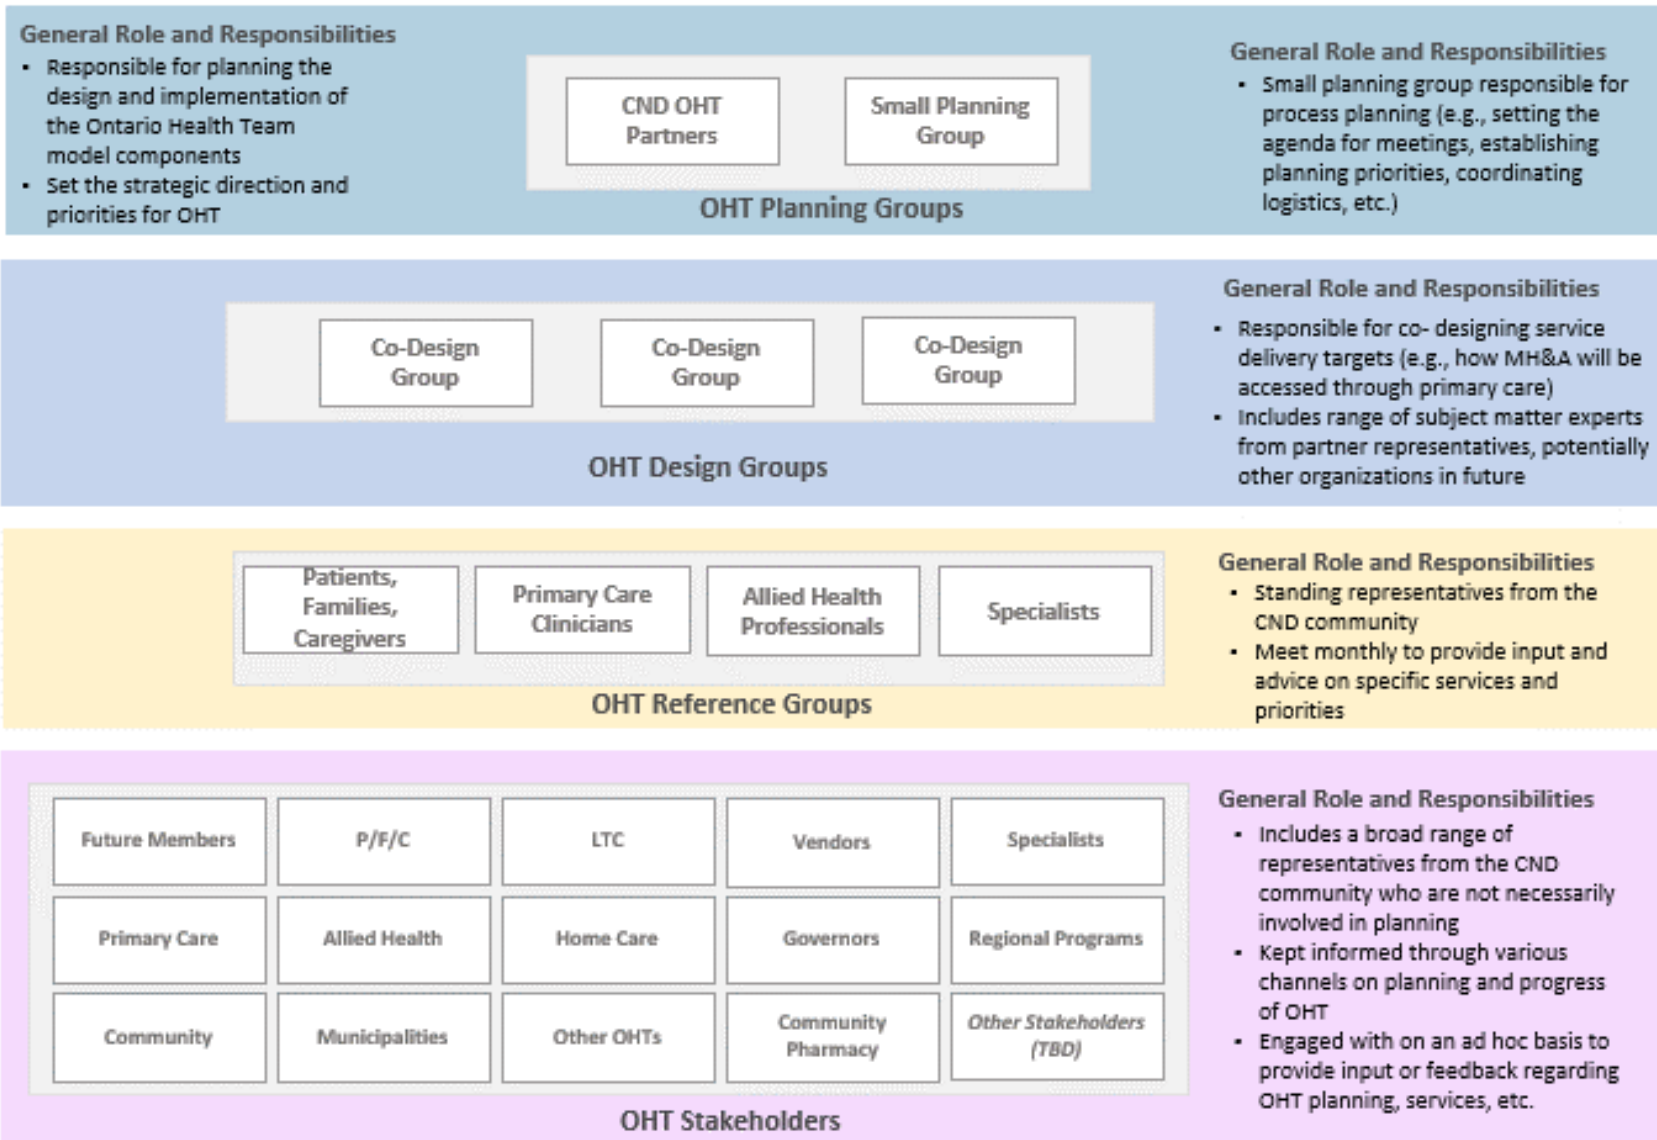 General Role and Responsibilities
▪ Responsible for planning the
design and implementation of
the Ontario Health Team
model components
▪ Set the strategic direction and
priorities for OHT
CND OHT
Partners
Small Planning
Group
OHT Planning Groups
General Role and Responsibilities
▪ Small planning group responsible for
process planning (e.g., setting the
agenda for meetings, establishing
planning priorities, coordinating
logistics, etc.)
Co-Design
Group
Co-Design
Group
Co-Design
Group
OHT Design Groups
General Role and Responsibilities
▪ Responsible for co- designing service
delivery targets (e.g., how MH&A will be
accessed through primary care)
▪ Includes range of subject matter experts
from partner representatives, potentially
other organizations in future
Patients,
Families,
Caregivers
Primary Care
Clinicians
Allied Health
Professionals
Specialists
OHT Reference Groups
General Role and Responsibilities
▪ Standing representatives from the
CND community
▪ Meet monthly to provide input and
advice on specific services and
priorities
Future Members
P/F/C
LTC
Vendors
Specialists
Primary Care
Allied Health
Home Care
Governors
Regional Programs
Community
Municipalities
Other OHTs
Community
Pharmacy
Other Stakeholders
(TBD)
OHT Stakeholders
General Role and Responsibilities
▪ Includes a broad range of
representatives from the CND
community who are not necessarily
involved in planning
▪ Kept informed through various
channels on planning and progress
of OHT
▪ Engaged with on an ad hoc basis to
provide input or feedback regarding
OHT planning, services, etc.